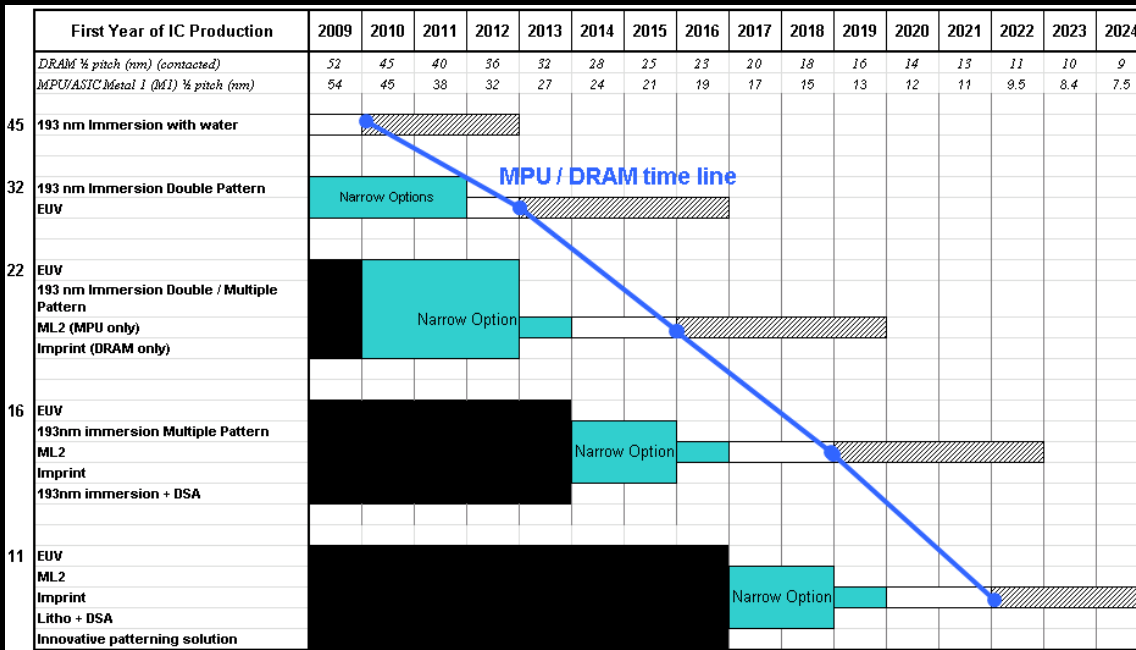 First Year of IC Production 2009 2010 2011 2012 2013 2014 2015 2016 2017 2018 2019 2020 2021 2022 2023 2024
DRAM ½ pitch (nm) (contacted) 52 45 40 36 32 28 25 23 20 18 16 14 13 11 10 9
MPU/ASIC Metal 1 (M1) ½ pitch (nm) 54 45 38 32 27 24 21 19 17 15 13 12 11 9.5 8.4 7.5
45 193 nm Immersion with water
MPU / DRAM time line
32 193 nm Immersion Double Pattern
Narrow Options
EUV
22 EUV
193 nm Immersion Double / Multiple
Pattern
Narrow Option
ML2 (MPU only)
Imprint (DRAM only)
16 EUV
193nm immersion Multiple Pattern
ML2
Narrow Option
Imprint
193nm immersion + DSA
11 EUV
ML2
Imprint
Narrow Option
Litho + DSA
Innovative patterning solution